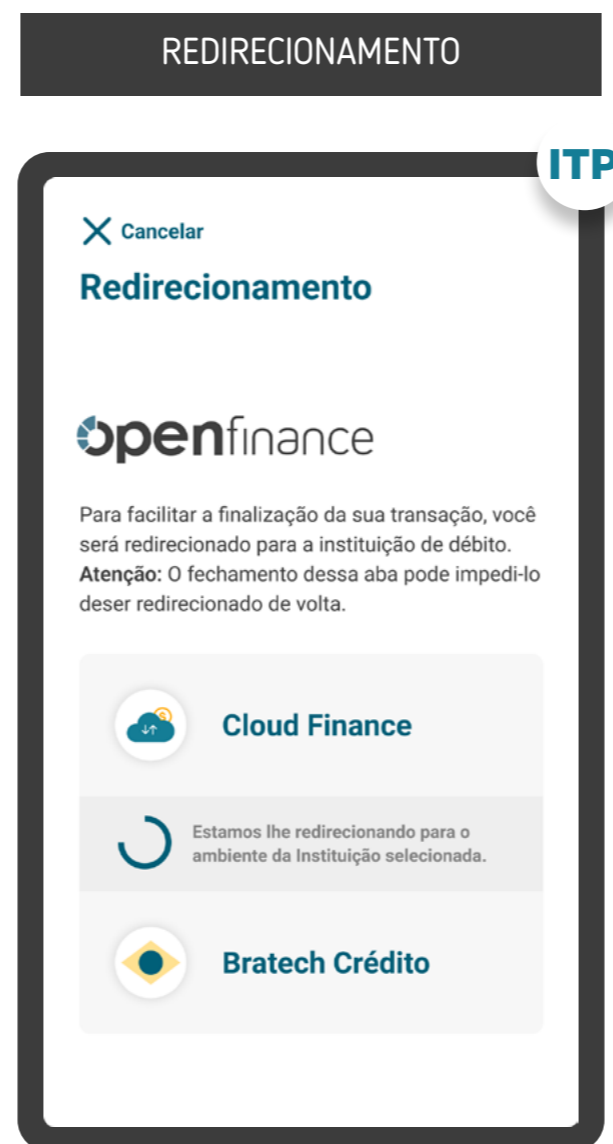 REDIRECIONAMENTO
ITP
Cancelar
Redirecionamento
openfinance
Para facilitar a finalização da sua transação, você
será redirecionado para a instituição de débito.
Atenção: O fechamento dessa aba pode impedi-lo
deser redirecionado de volta.
Cloud Finance
Estamos lhe redirecionando para o
ambiente da Instituição selecionada.
Bratech Crédito